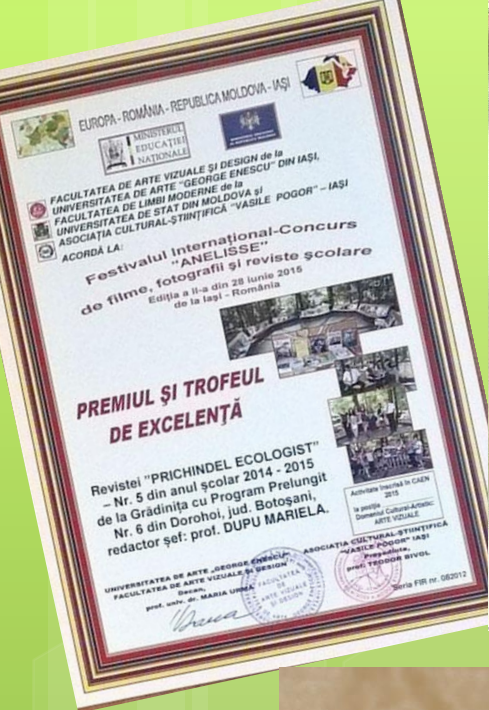 EUROPA - ROMÂNIA - REPUBLICA MOLDOVA - IAȘI
MINISTERUL
EDUCAȚIEI
NAȚIONALE
FACULTATEA DE ARTE VIZUALE ȘI DESIGN de la
UNIVERSITATEA DE ARTE "GEORGE ENESCU" DIN IAȘI,
FACULTATEA DE LIMBI MODERNE de la
UNIVERSITATEA DE STAT DIN MOLDOVA și
ASOCIAȚIA CULTURAL-ȘTIINȚIFICĂ "VASILE POGOR" – IAȘI
ACORDĂ LA:
Festivalul Internațional-Concurs
"ANELISSE"
de filme, fotografii și reviste școlare
Ediția a II-a din 28 iunie 2015
de la Iași - România
PREMIUL ȘI TROFEUL
DE EXCELENȚĂ
Revistei "PRICHINDEL ECOLOGIST"
– Nr. 5 din anul școlar 2014 - 2015
de la Grădinița cu Program Prelungit
Nr. 6 din Dorohoi, jud. Botoșani,
redactor șef: prof. DUPU MARIELA.
Activitate înscrisă în CAEN
2015
la poziția
Domeniul Cultural-Artistic:
ARTE VIZUALE
UNIVERSITATEA DE ARTE „GEORGE ENESCU"
FACULTATEA DE ARTE VIZUALE ȘI DESIGN
Decan,
prof. univ. dr. MARIA URMĂ
FACULTATEA
DE
ARTE VIZUALE
ȘI DESIGN
ASOCIAȚIA CULTURAL-ȘTIINȚIFICĂ
"VASILE POGOR" IAȘI
Președinte,
prof. TEODOR BIVOL
Seria FIR nr. 082012